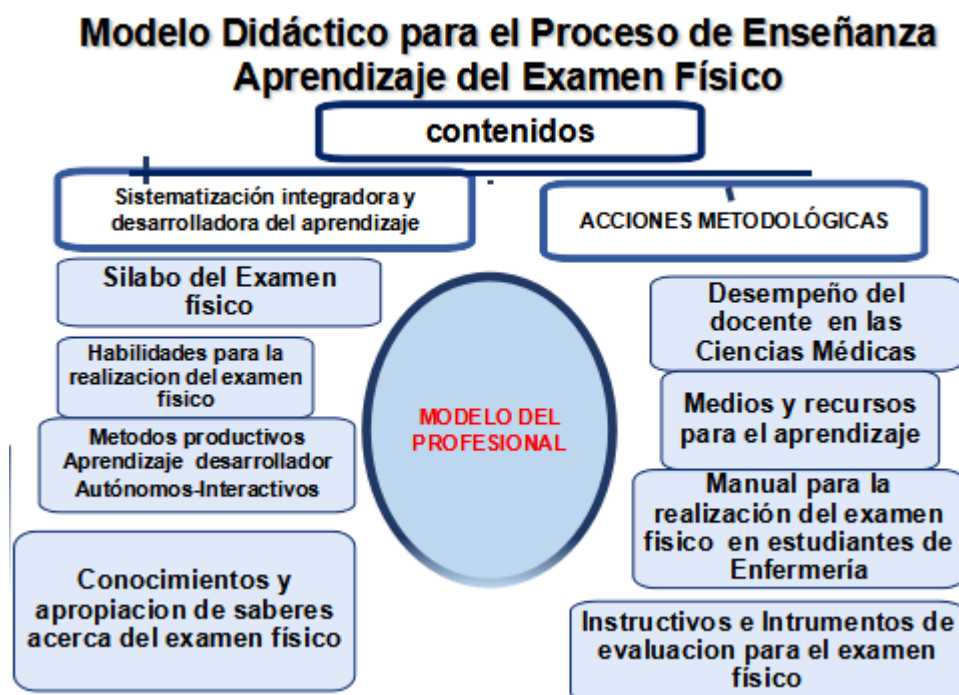 Modelo Didáctico para el Proceso de Enseñanza
Aprendizaje del Examen Físico
contenidos
Sistematización integradora y
desarrolladora del aprendizaje
ACCIONES METODOLÓGICAS
Silabo del Examen
físico
Habilidades para la
realizacion del examen
fisico
Metodos productivos
Aprendizaje desarrollador
Autónomos-Interactivos
Conocimientos y
apropiacion de saberes
acerca del examen físico
MODELO DEL
PROFESIONAL
Desempeño del
docente en las
Ciencias Médicas
Medios y recursos
para el aprendizaje
Manual para la
realización del examen
fisico en estudiantes de
Enfermería
Instructivos e Intrumentos de
evaluacion para el examen
físico